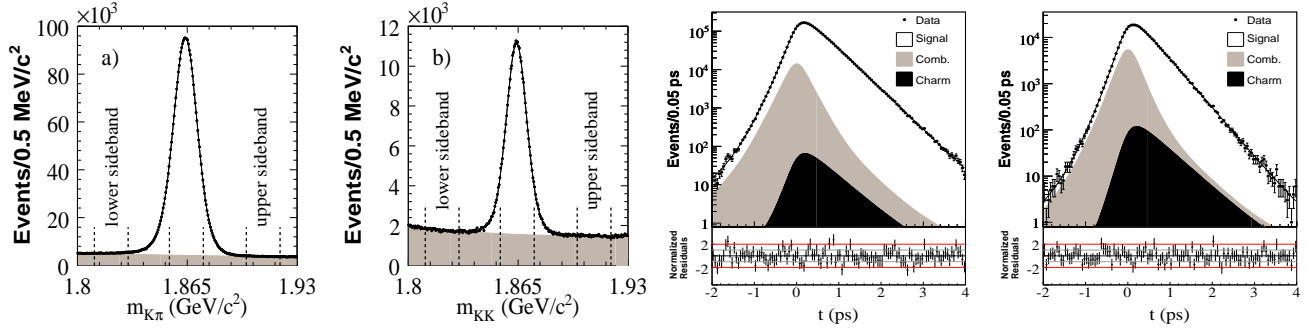 ×10³
Events/0.5 MeV/c²
100
80
60
40
20
0
a)
lower sideband
upper sideband
1.8
1.865
1.93
m_Kπ (GeV/c²)
×10³
Events/0.5 MeV/c²
12
10
8
6
4
2
0
b)
lower sideband
upper sideband
1.8
1.865
1.93
m_KK (GeV/c²)
Events/0.05 ps
10⁵
10⁴
10³
10²
10
1
Data
Signal
Comb.
Charm
Normalized
Residuals
2
0
-2
-2
-1
0
1
2
3
4
t (ps)
Events/0.05 ps
10⁴
10³
10²
10
1
Data
Signal
Comb.
Charm
Normalized
Residuals
2
0
-2
-2
-1
0
1
2
3
4
t (ps)